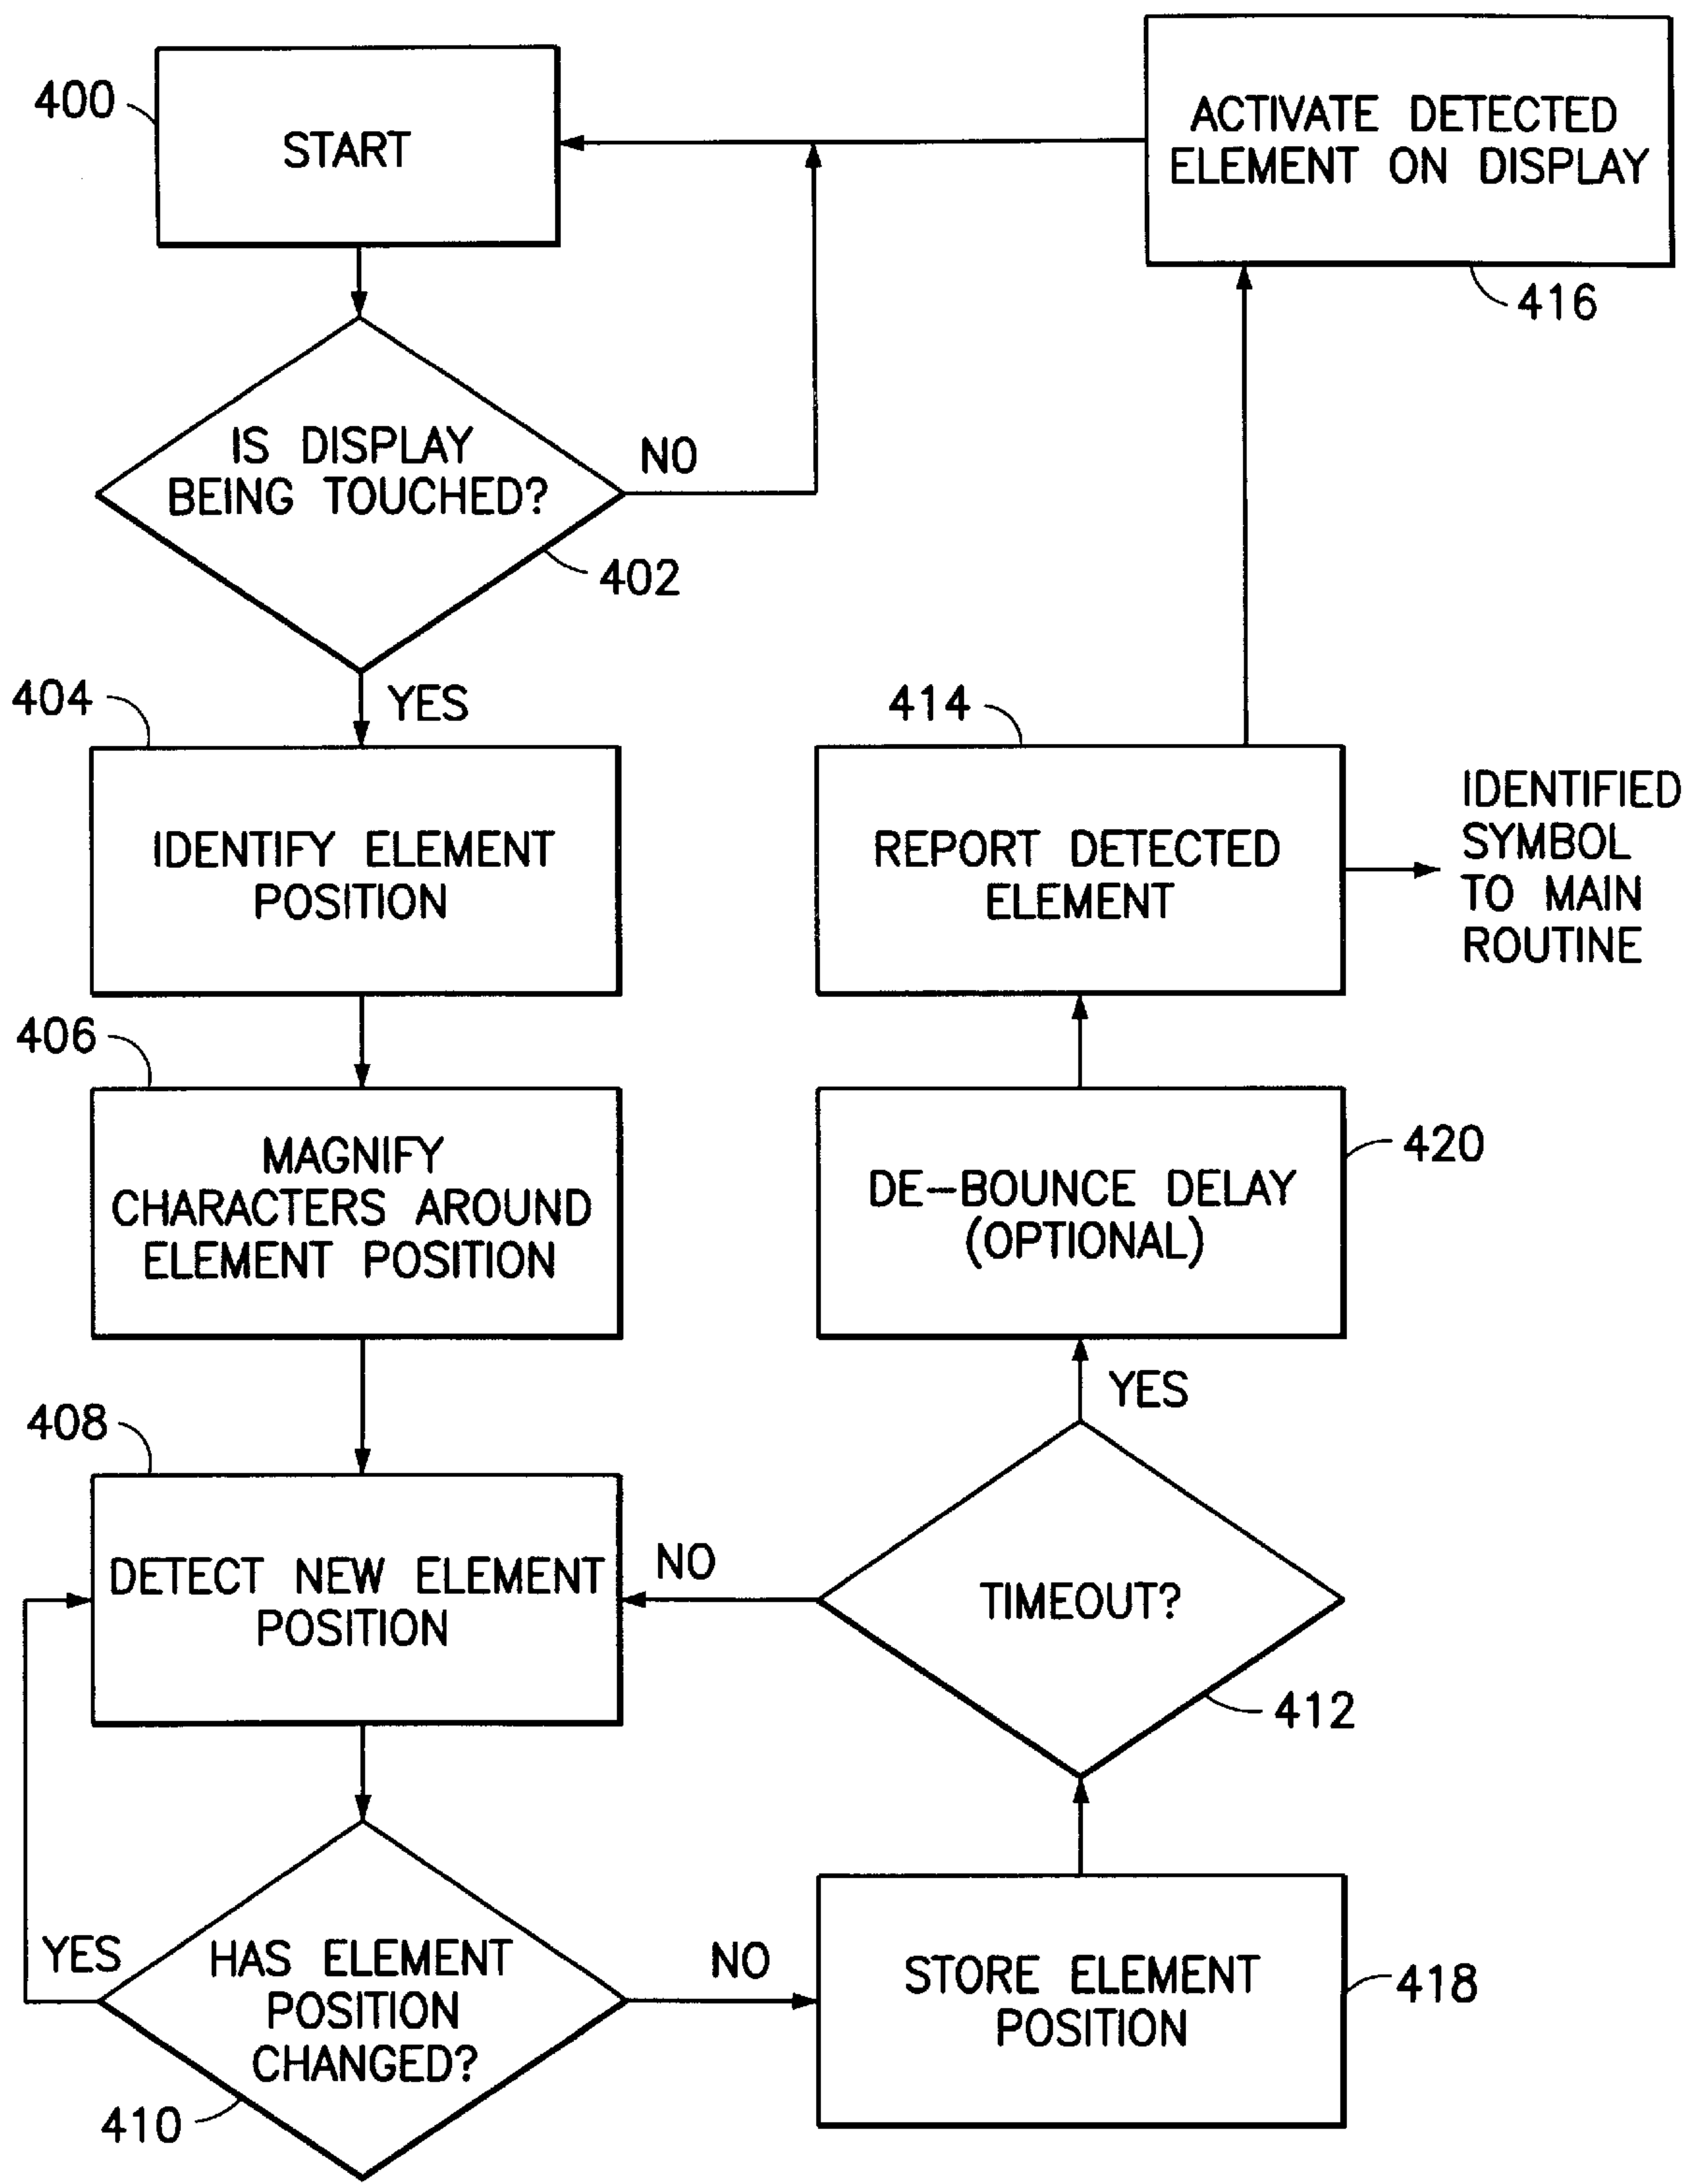 400
START
ACTIVATE DETECTED
ELEMENT ON DISPLAY
416
IS DISPLAY
BEING TOUCHED?
NO
402
YES
404
IDENTIFY ELEMENT
POSITION
414
REPORT DETECTED
ELEMENT
IDENTIFIED
SYMBOL
TO MAIN
ROUTINE
406
MAGNIFY
CHARACTERS AROUND
ELEMENT POSITION
DE-BOUNCE DELAY
(OPTIONAL)
420
YES
408
DETECT NEW ELEMENT
POSITION
NO
TIMEOUT?
412
YES
HAS ELEMENT
POSITION
CHANGED?
410
NO
STORE ELEMENT
POSITION
418